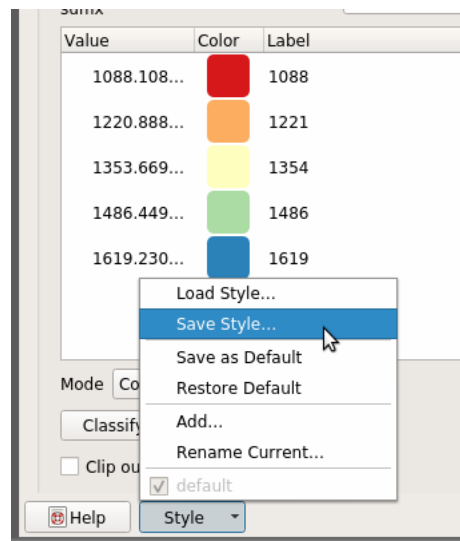 Value Color Label
1088.108... 1088
1220.888... 1221
1353.669... 1354
1486.449... 1486
1619.230... 1619
Load Style...
Save Style...
Save as Default
Mode Co
Restore Default
Add...
Classify
Rename Current...
Clip ou
default
Help Style